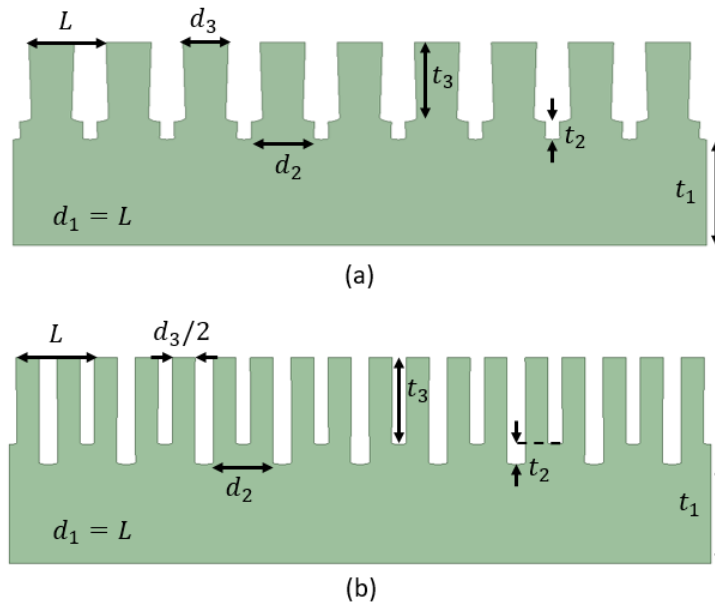 L
d₃
t₃
t₂
d₂
t₁
d₁ = L
(a)
L
d₃/2
t₃
d₂
t₂
t₁
d₁ = L
(b)